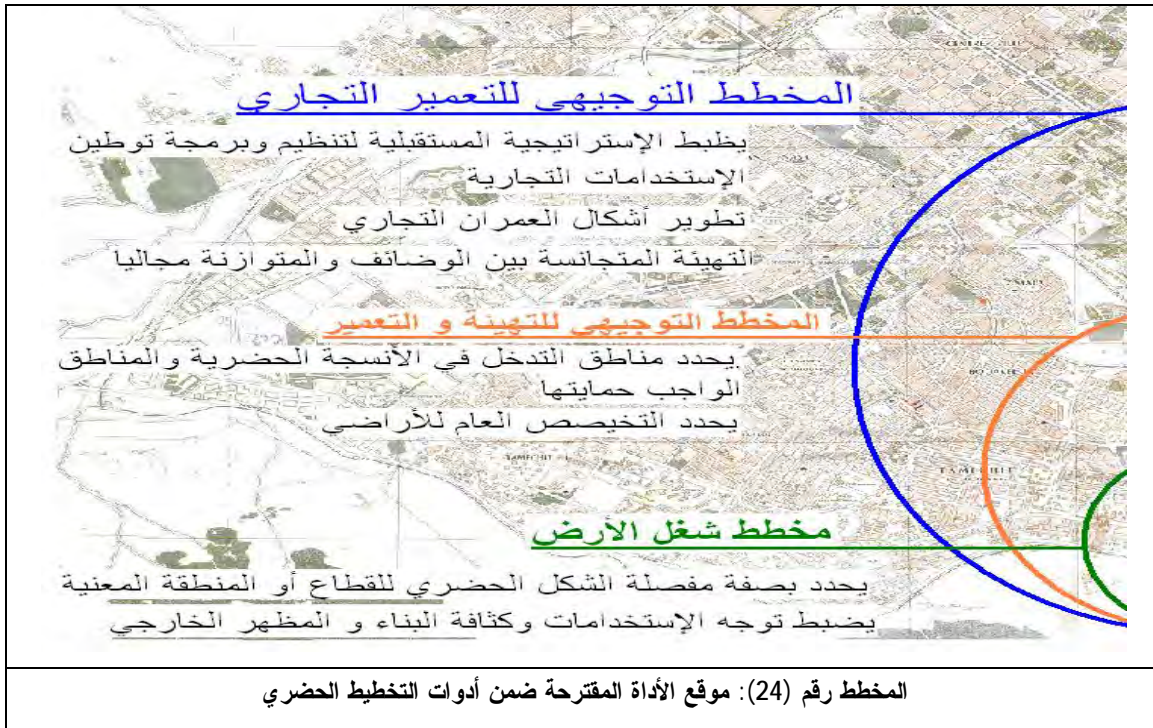 المخطط التوجيهي للتعمير التجاري
يظبط الإستراتيجية المستقبلية لتنظيم وبرمجة توطين
الإستخدامات التجارية
تطوير أشكال العمران التجاري
التهيئة المتجانسة بين الوضائف والمتوازنة مجاليا
المخطط التوجيهي للتهيئة و التعمير
يحدد مناطق التدخل في الأنسجة الحضرية والمناطق
الواجب حمايتها
يحدد التخيصص العام للأراضي
TAMECHIT
مخطط شغل الأرض
يحدد بصفة مفصلة الشكل الحضري للقطاع أو المنطقة المعنية
يضبط توجه الإستخدامات وكثافة البناء و المظهر الخارجي
المخطط رقم (24): موقع الأداة المقترحة ضمن أدوات التخطيط الحضري